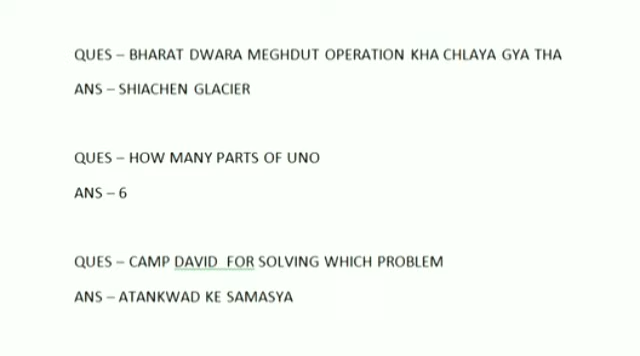 QUES – BHARAT DWARA MEGHDUT OPERATION KHA CHLAYA GYA THA
ANS – SHIACHEN GLACIER
QUES – HOW MANY PARTS OF UNO
ANS – 6
QUES – CAMP DAVID FOR SOLVING WHICH PROBLEM
ANS – ATANKWAD KE SAMASYA